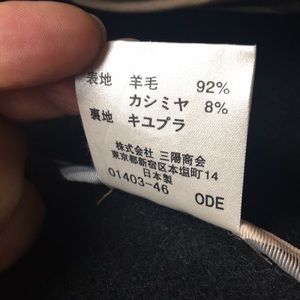 表地 羊毛 92%
カシミヤ 8%
裏地 キユプラ
株式会社 三陽商会
東京都新宿区本塩町14
日本製
01403-46 ODE